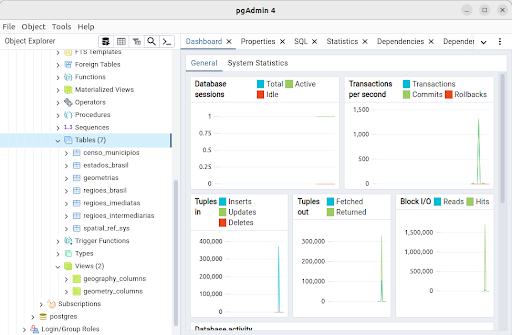 pgAdmin 4
File Object Tools Help
Object Explorer
Dashboard Properties SQL Statistics Dependencies Depender
FTS Templates
Foreign Tables
Functions
Materialized Views
Operators
Procedures
1..3 Sequences
Tables (7)
censo_municipios
estados_brasil
geometrias
regioes_brasil
regioes_imediatas
regioes_intermediarias
spatial_ref_sys
Trigger Functions
Types
Views (2)
geography_columns
geometry_columns
Subscriptions
postgres
Login/Group Roles
General System Statistics
Database sessions
Total Active
Idle
1
0.75
0.5
0.25
0
Transactions per second
Transactions
Commits Rollbacks
1,500
1,000
500
0
Tuples in
Inserts
Updates
Deletes
400,000
300,000
200,000
100,000
0
Tuples out
Fetched
Returned
300,000
200,000
100,000
0
Block I/O
Reads Hits
1,500,000
1,000,000
500,000
0
Database activity